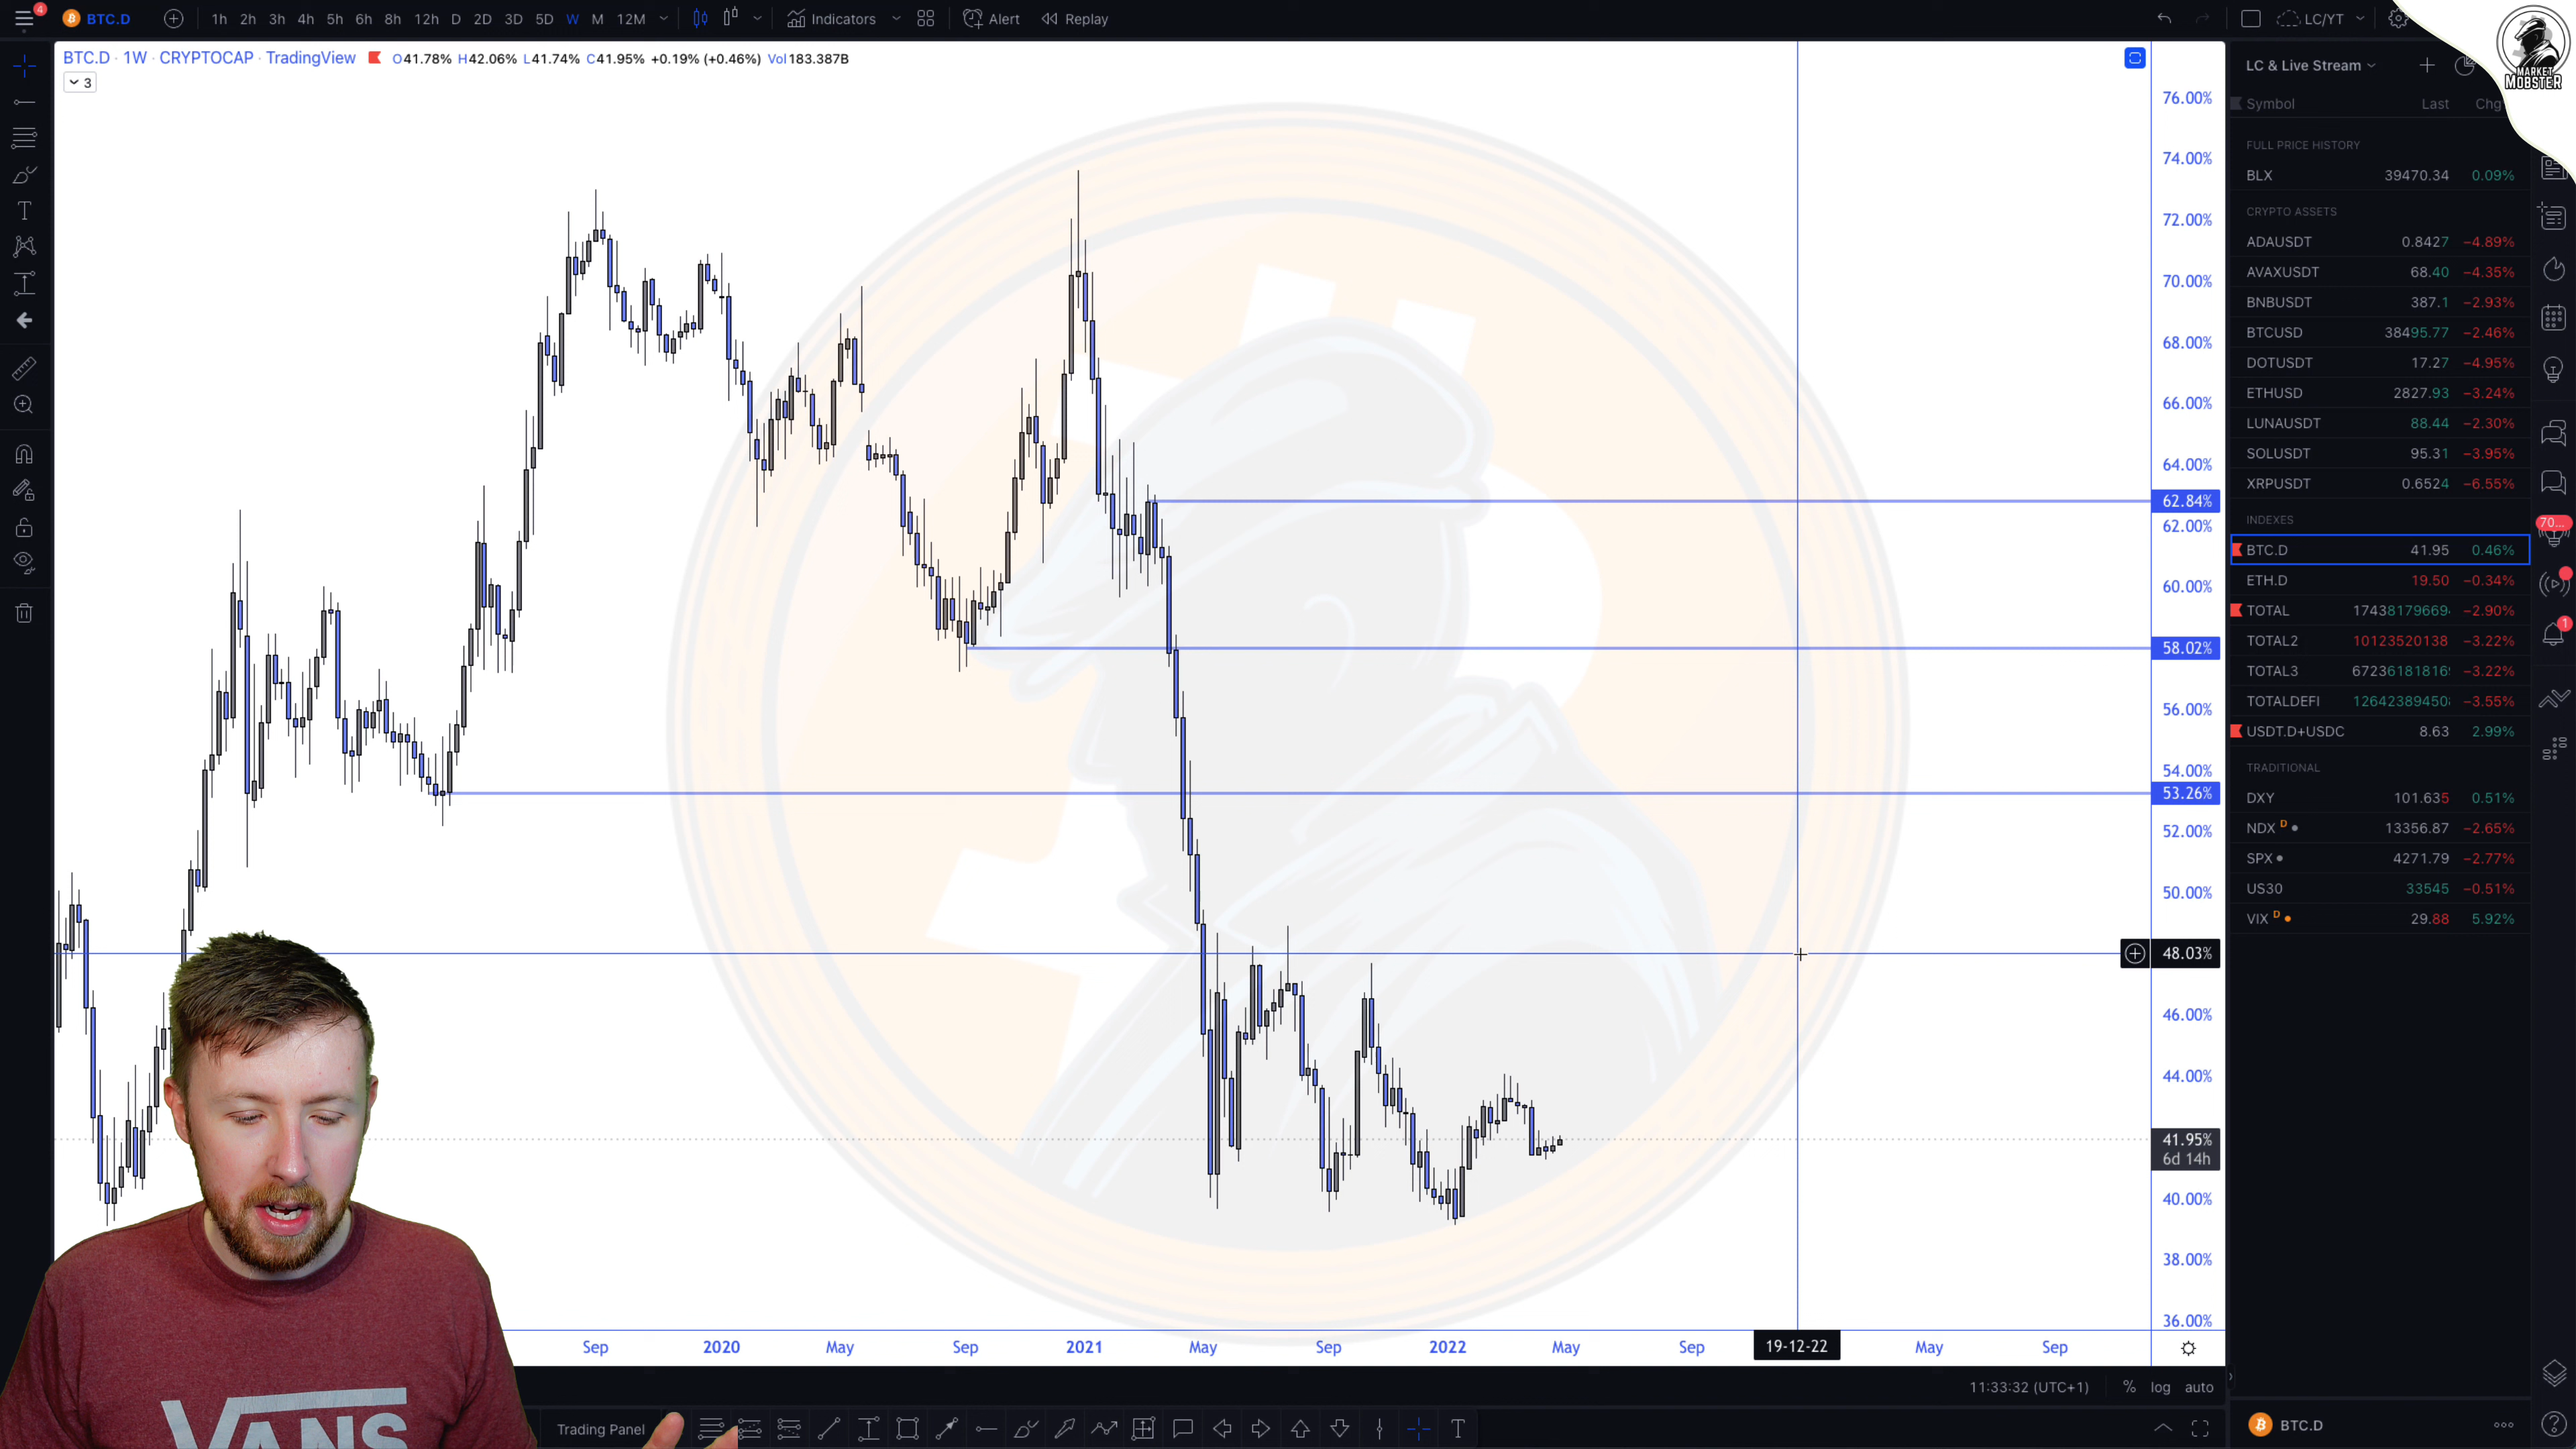 4
BTC.D
1h 2h 3h 4h 5h 6h 8h 12h D 2D 3D 5D W M 12M
Indicators
Alert
Replay
LC/YT
MARKET
MOBSTER
BTC.D · 1W · CRYPTOCAP · TradingView O41.78% H42.06% L41.74% C41.95% +0.19% (+0.46%) Vol183.387B
3
76.00%
74.00%
72.00%
70.00%
68.00%
66.00%
64.00%
62.84%
62.00%
60.00%
58.02%
56.00%
54.00%
53.26%
52.00%
50.00%
48.03%
46.00%
44.00%
41.95%
6d 14h
40.00%
38.00%
36.00%
Sep 2020 May Sep 2021 May Sep 2022 May Sep 19-12-22 May Sep
11:33:32 (UTC+1) % log auto
Trading Panel
LC & Live Stream
Symbol Last Chg
FULL PRICE HISTORY
BLX 39470.34 0.09%
CRYPTO ASSETS
ADAUSDT 0.8427 −4.89%
AVAXUSDT 68.40 −4.35%
BNBUSDT 387.1 −2.93%
BTCUSD 38495.77 −2.46%
DOTUSDT 17.27 −4.95%
ETHUSD 2827.93 −3.24%
LUNAUSDT 88.44 −2.30%
SOLUSDT 95.31 −3.95%
XRPUSDT 0.6524 −6.55%
INDEXES
BTC.D 41.95 0.46%
ETH.D 19.50 −0.34%
TOTAL 17438179669 −2.90%
TOTAL2 10123520138 −3.22%
TOTAL3 67236181816 −3.22%
TOTALDEFI 12642389450 −3.55%
USDT.D+USDC 8.63 2.99%
TRADITIONAL
DXY 101.635 0.51%
NDX D 13356.87 −2.65%
SPX 4271.79 −2.77%
US30 33545 −0.51%
VIX D 29.88 5.92%
BTC.D
70...
1
VANS